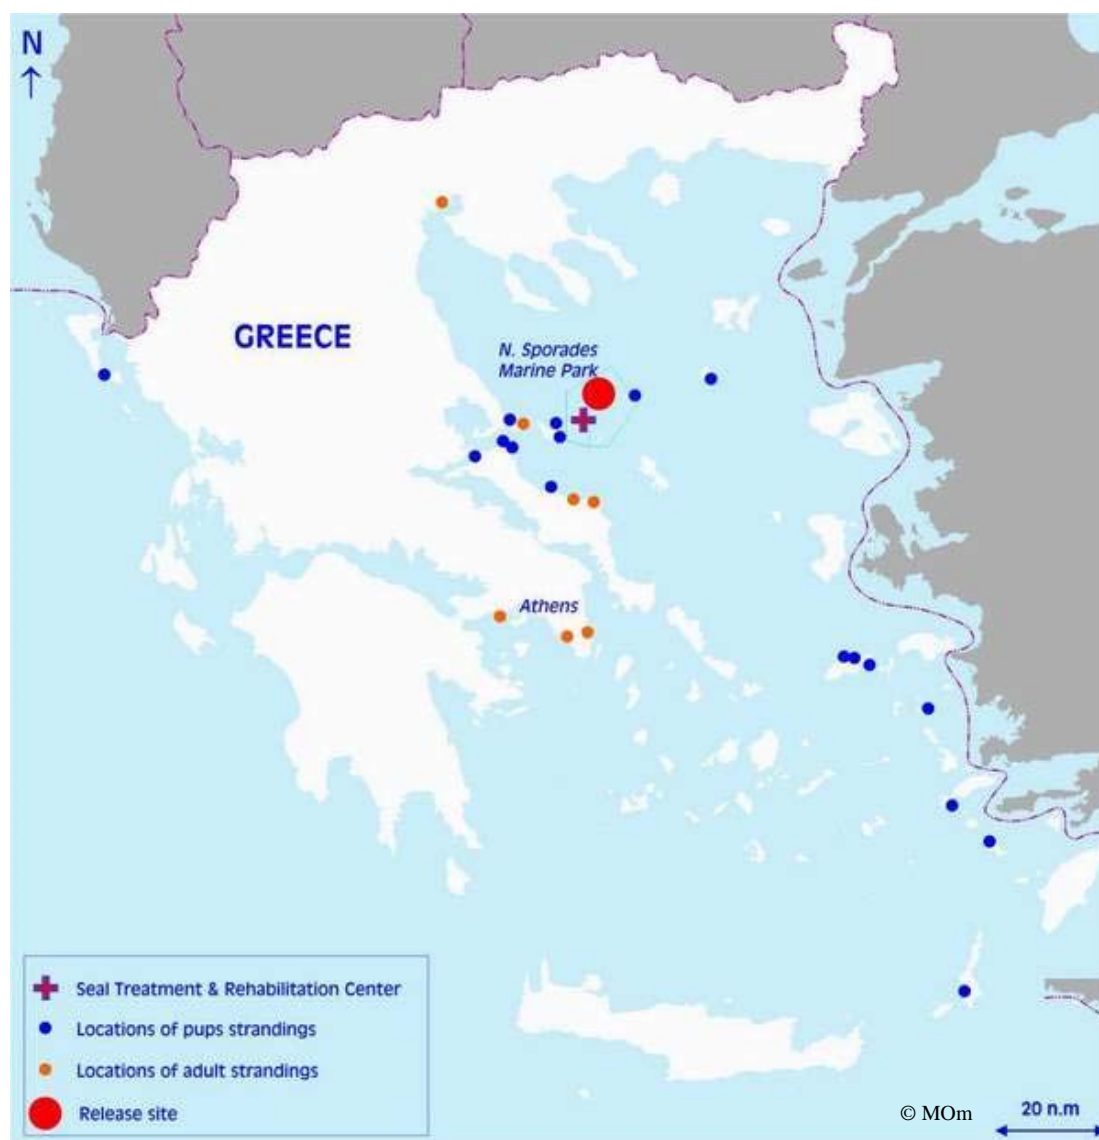 N
GREECE
N. Sporades
Marine Park
Athens
Seal Treatment & Rehabilitation Center
Locations of pups strandings
Locations of adult strandings
Release site
© MOm
20 n.m